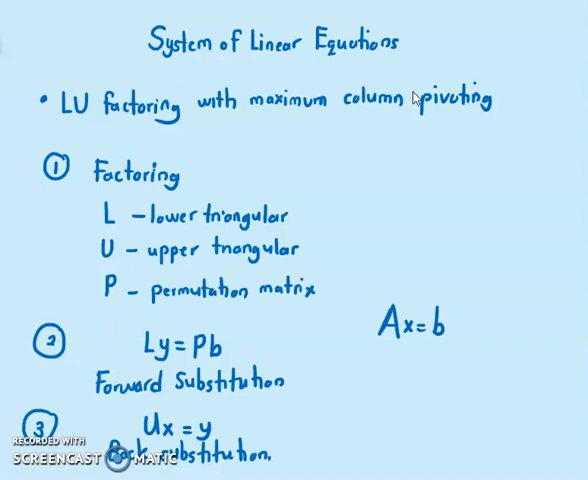 System of Linear Equations
• LU factoring with maximum column pivoting
① Factoring
L - lower triangular
U - upper triangular
P - permutation matrix
Ax = b
② Ly = Pb
Forward Substitution
③ Ux = y
Back substitution.
RECORDED WITH
SCREENCAST MATIC